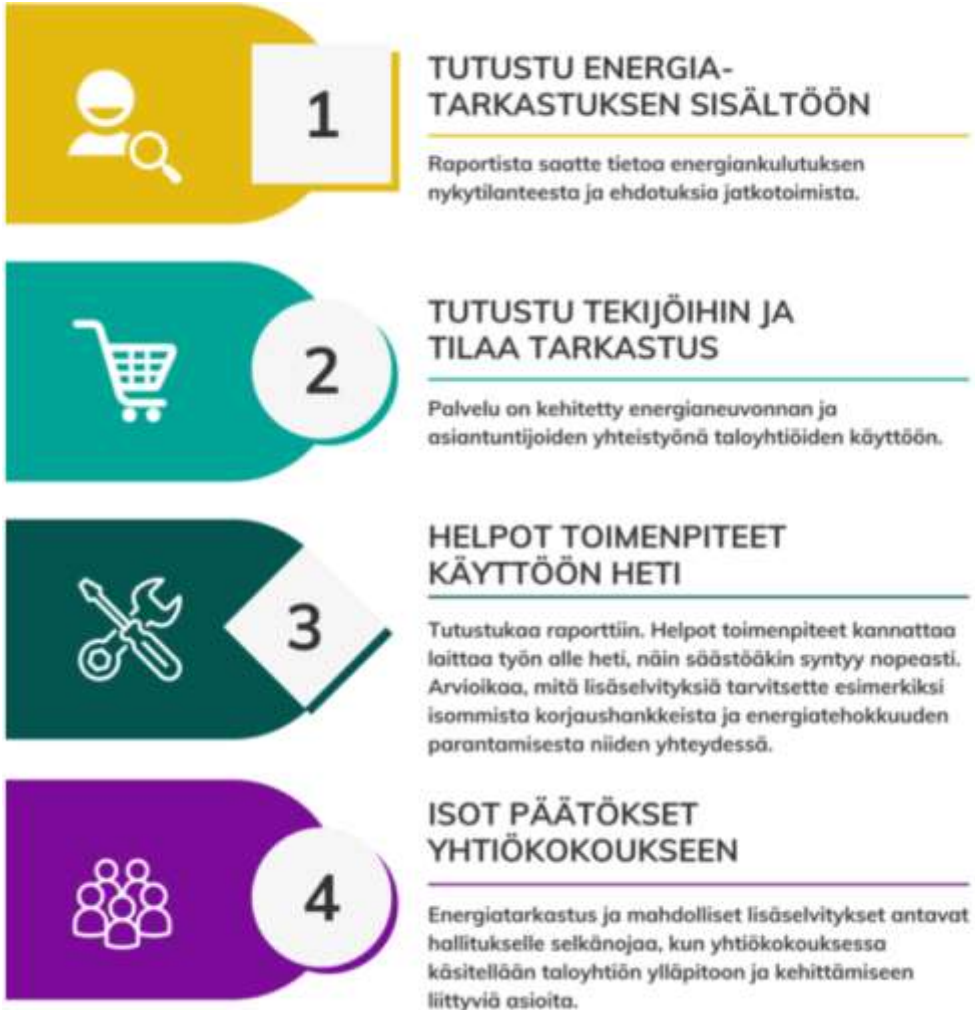 1
TUTUSTU ENERGIA-
TARKASTUKSEN SISÄLTÖÖN
Raportista saatte tietoa energiankulutuksen
nykytilanteesta ja ehdotuksia jatkotoimista.
2
TUTUSTU TEKIJÖIHIN JA
TILAA TARKASTUS
Palvelu on kehitetty energianeuvonnan ja
asiantuntijoiden yhteistyönä taloyhtiöiden käyttöön.
3
HELPOT TOIMENPITEET
KÄYTTÖÖN HETI
Tutustukaa raporttiin. Helpot toimenpiteet kannattaa
laittaa työn alle heti, näin säästöäkin syntyy nopeasti.
Arvioikaa, mitä lisäselvityksiä tarvitsette esimerkiksi
isommista korjaushankkeista ja energiatehokkuuden
parantamisesta niiden yhteydessä.
4
ISOT PÄÄTÖKSET
YHTIÖKOKOUKSEEN
Energiatarkastus ja mahdolliset lisäselvitykset antavat
hallitukselle selkänojaa, kun yhtiökokouksessa
käsitellään taloyhtiön ylläpitoon ja kehittämiseen
liittyviä asioita.